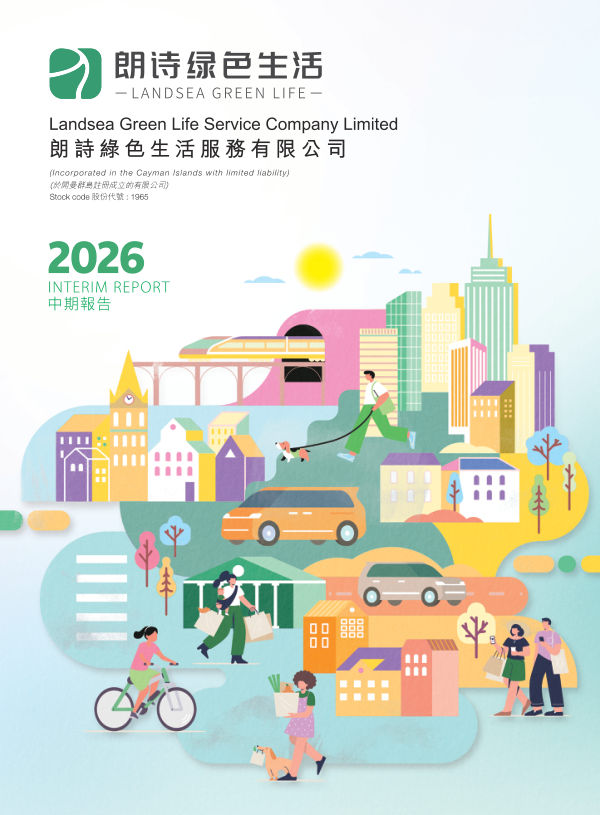 朗诗绿色生活
LANDSEA GREEN LIFE
Landsea Green Life Service Company Limited
朗詩綠色生活服務有限公司
(Incorporated in the Cayman Islands with limited liability)
(於開曼群島註冊成立的有限公司)
Stock code 股份代號 : 1965
2026
INTERIM REPORT
中期報告